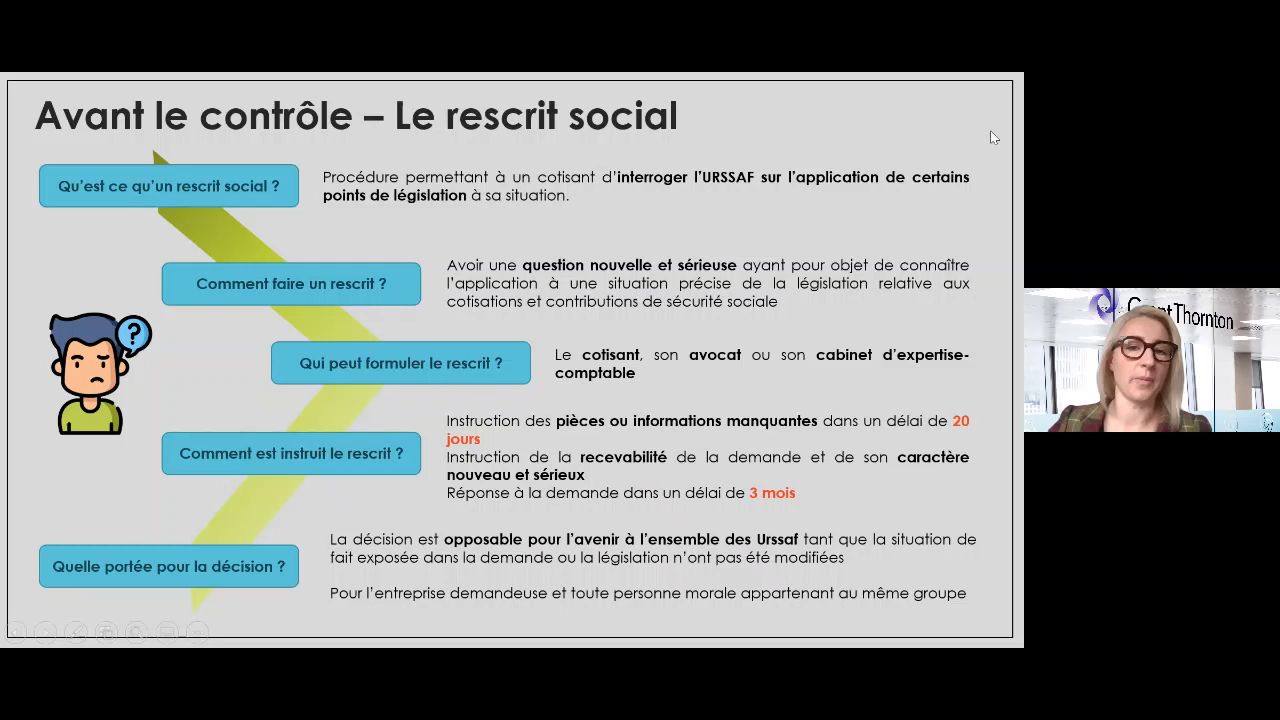 Avant le contrôle – Le rescrit social
Qu’est ce qu’un rescrit social ?
Procédure permettant à un cotisant d’interroger l’URSSAF sur l’application de certains
points de législation à sa situation.
Comment faire un rescrit ?
Avoir une question nouvelle et sérieuse ayant pour objet de connaître
l’application à une situation précise de la législation relative aux
cotisations et contributions de sécurité sociale
?
Qui peut formuler le rescrit ?
Le cotisant, son avocat ou son cabinet d’expertise-
comptable
Comment est instruit le rescrit ?
Instruction des pièces ou informations manquantes dans un délai de 20
jours
Instruction de la recevabilité de la demande et de son caractère
nouveau et sérieux
Réponse à la demande dans un délai de 3 mois
Quelle portée pour la décision ?
La décision est opposable pour l’avenir à l’ensemble des Urssaf tant que la situation de
fait exposée dans la demande ou la législation n’ont pas été modifiées
Pour l’entreprise demandeuse et toute personne morale appartenant au même groupe
Grant Thornton